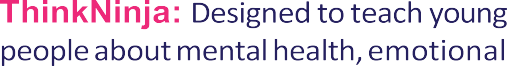 ThinkNinja: Designed to teach young
people about mental health, emotional